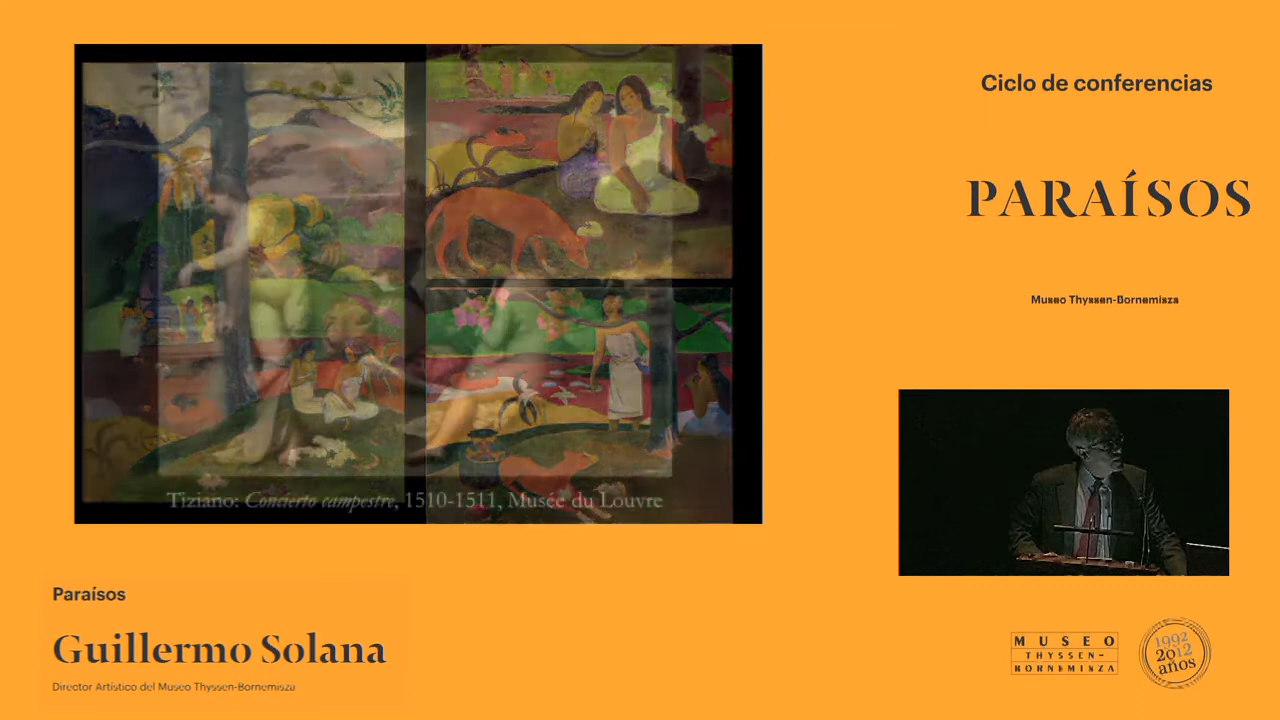 Ciclo de conferencias
PARAÍSOS
Museo Thyssen-Bornemisza
Tiziano: Concierto campestre, 1510-1511, Musée du Louvre
Paraísos
Guillermo Solana
Director Artístico del Museo Thyssen-Bornemisza
MUSEO
THYSSEN-
BORNEMISZA
1992
2012
años